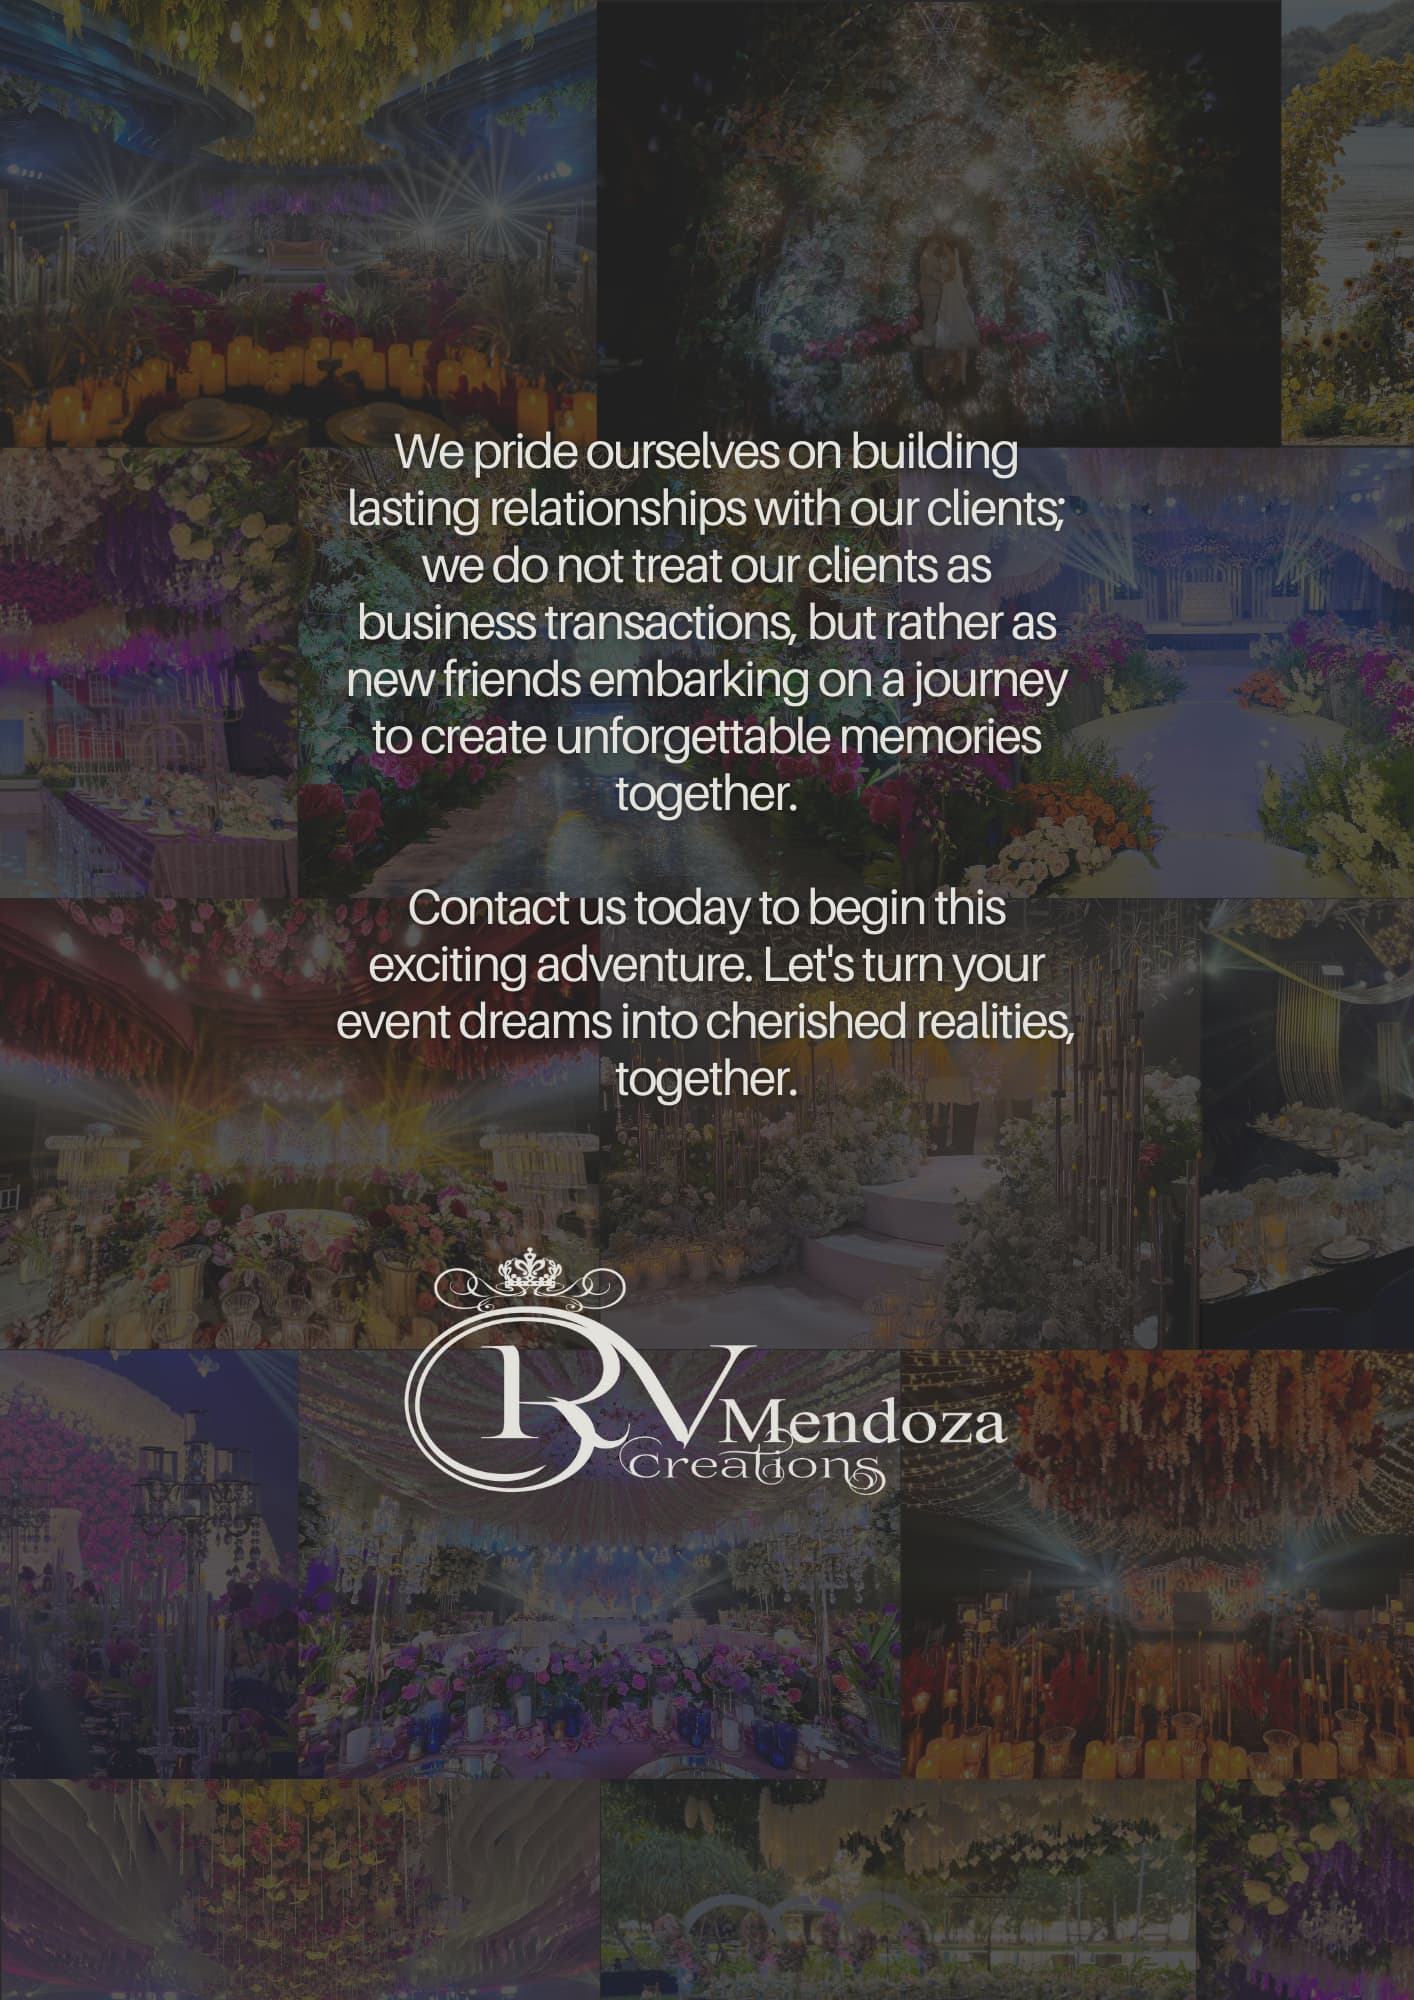 We pride ourselves on building
lasting relationships with our clients;
we do not treat our clients as
business transactions, but rather as
new friends embarking on a journey
to create unforgettable memories
together.
Contact us today to begin this
exciting adventure. Let's turn your
event dreams into cherished realities,
together.
RV Mendoza
Creations